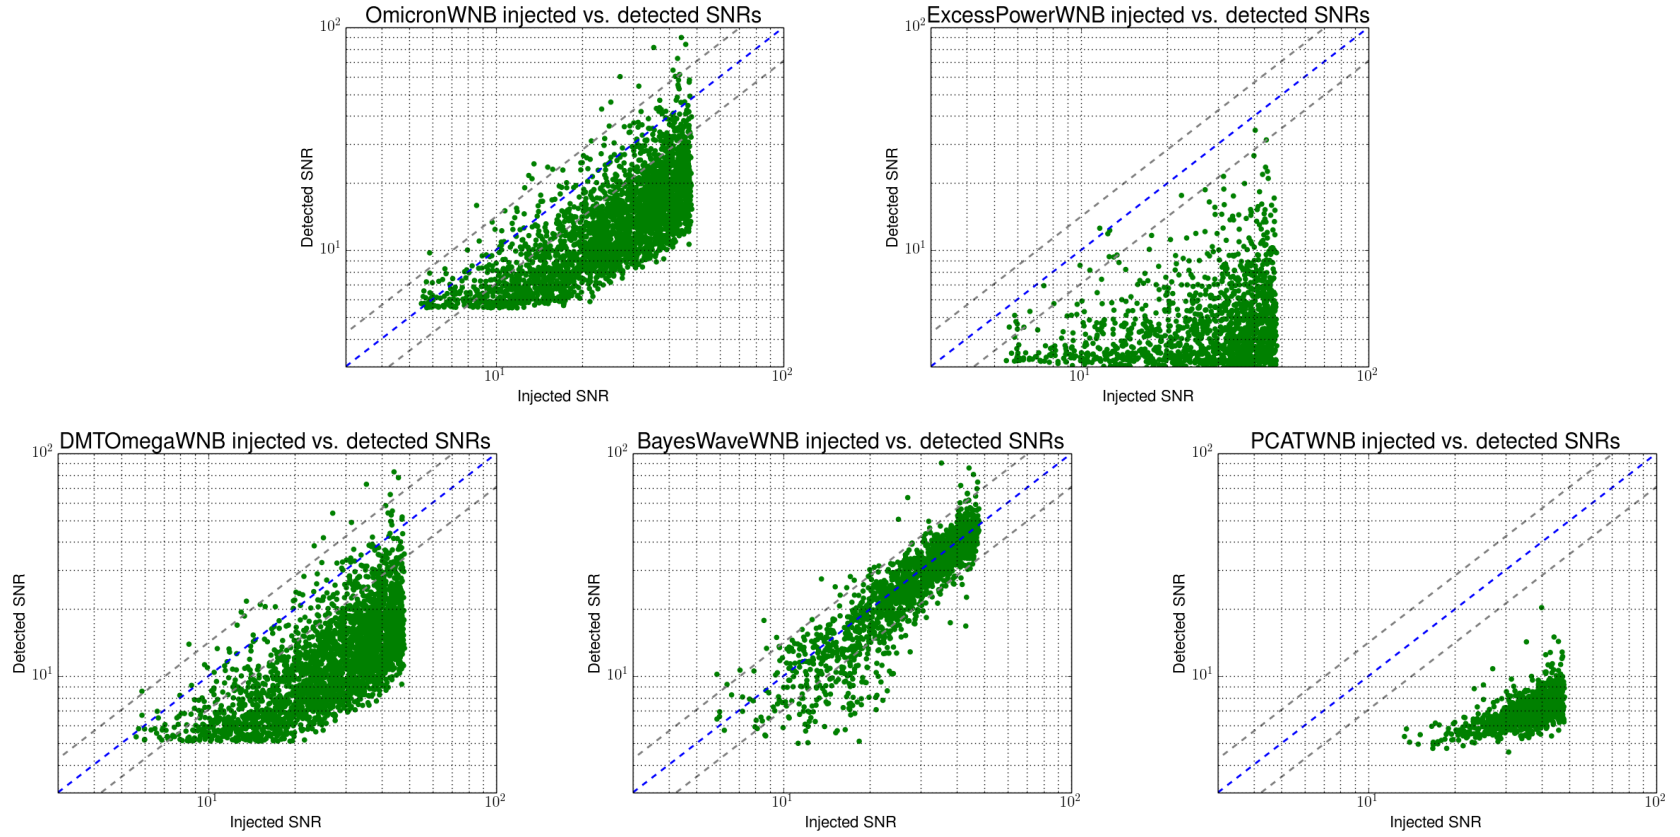 OmicronWNB injected vs. detected SNRs
10²
Detected SNR
10¹
10¹
10²
Injected SNR
ExcessPowerWNB injected vs. detected SNRs
10²
Detected SNR
10¹
10¹
10²
Injected SNR
DMTOmegaWNB injected vs. detected SNRs
10²
Detected SNR
10¹
10¹
10²
Injected SNR
BayesWaveWNB injected vs. detected SNRs
10²
Detected SNR
10¹
10¹
10²
Injected SNR
PCATWNB injected vs. detected SNRs
10²
Detected SNR
10¹
10¹
10²
Injected SNR